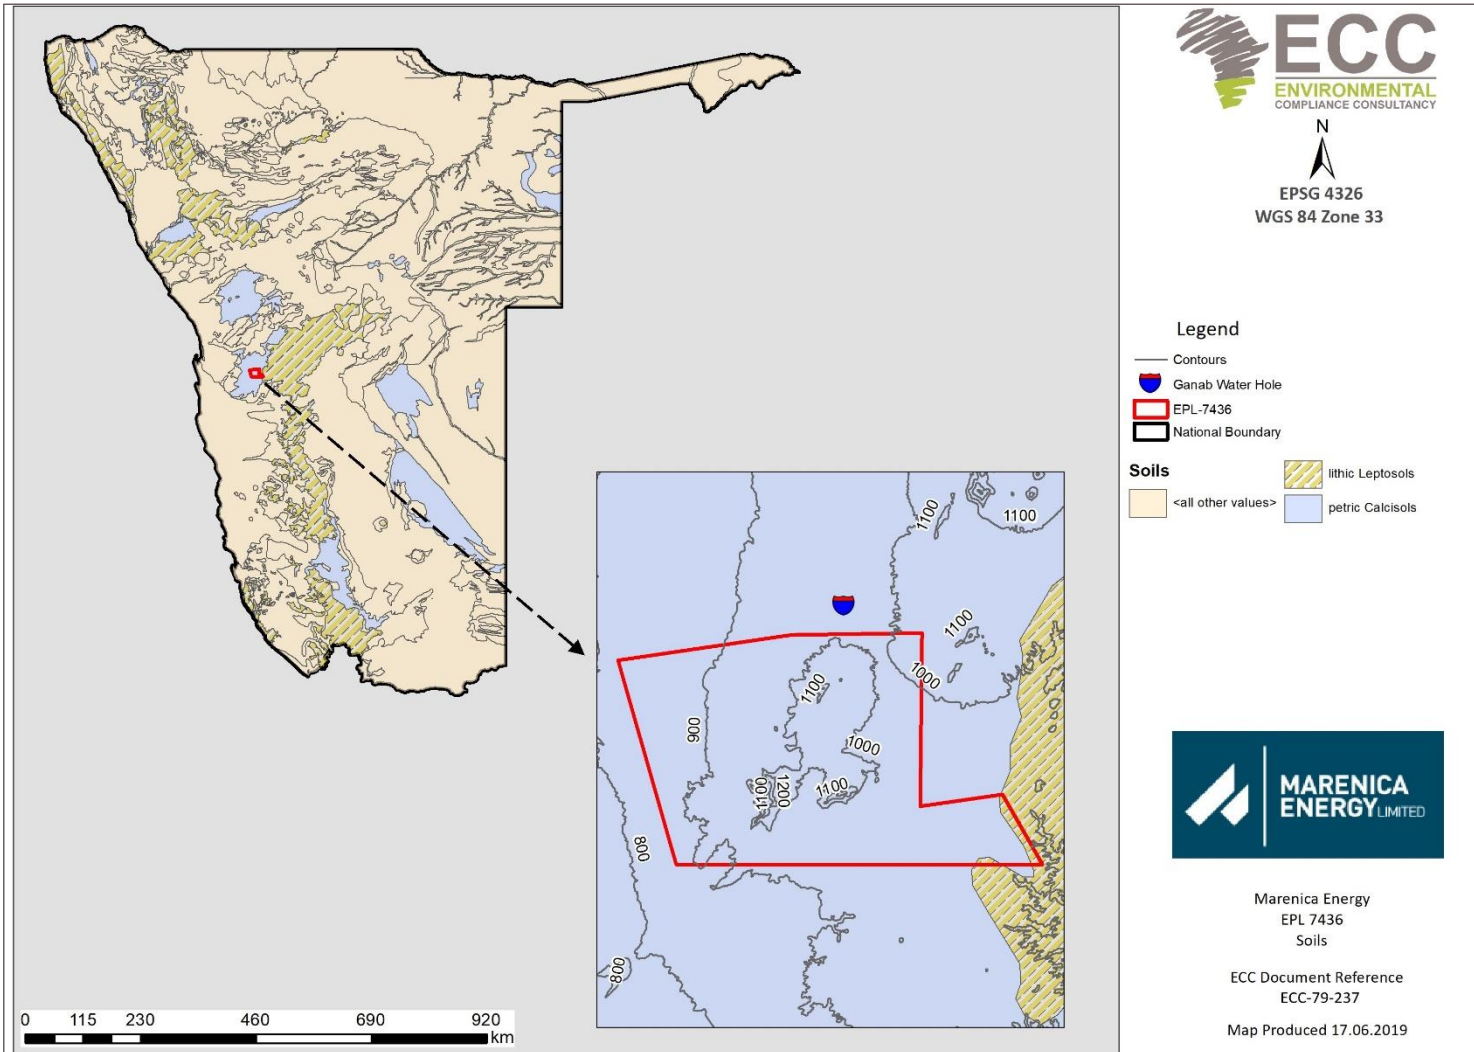 ECC
ENVIRONMENTAL
COMPLIANCE CONSULTANCY
N
EPSG 4326
WGS 84 Zone 33
Legend
Contours
Ganab Water Hole
EPL-7436
National Boundary
Soils
<all other values>
lithic Leptosols
petric Calcisols
1100
1100
1100
1000
1100
900
1000
1100
1200
1100
800
800
0 115 230 460 690 920
km
MARENICA
ENERGY LIMITED
Marenica Energy
EPL 7436
Soils
ECC Document Reference
ECC-79-237
Map Produced 17.06.2019